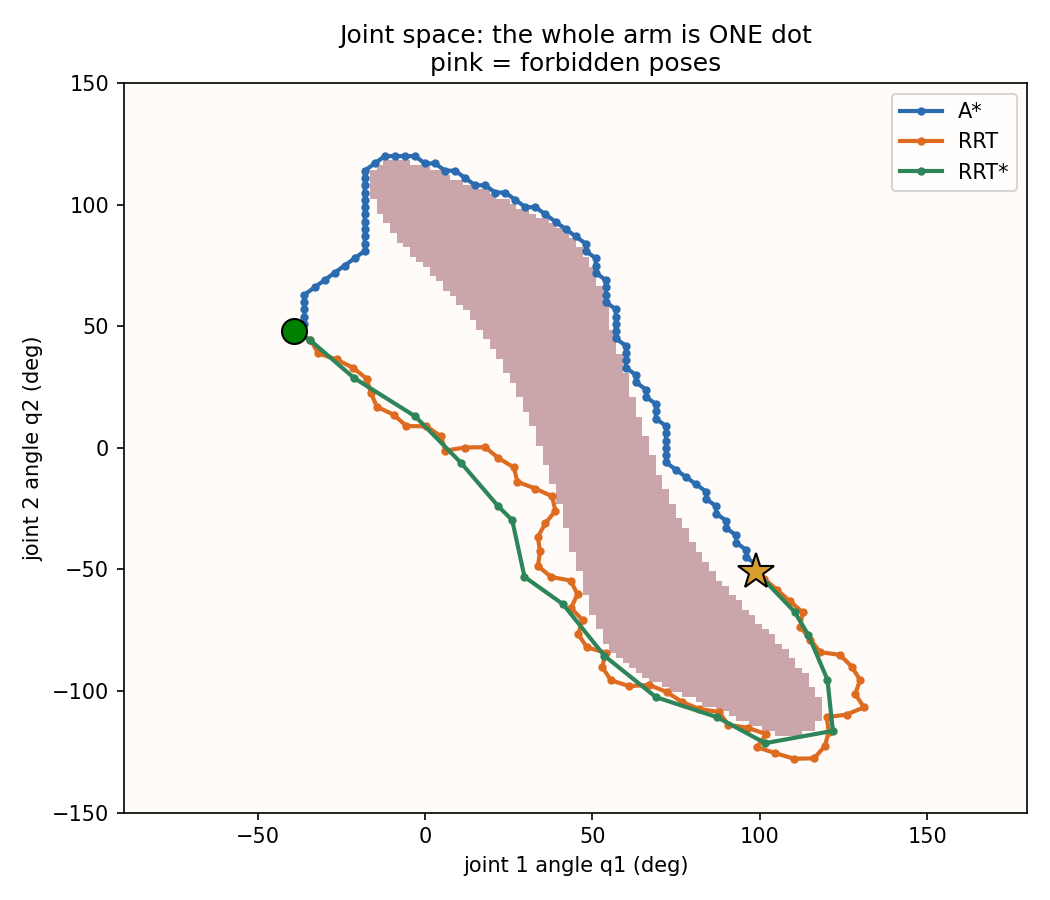 Joint space: the whole arm is ONE dot
pink = forbidden poses
A*
RRT
RRT*
joint 2 angle q2 (deg)
150
100
50
0
−50
−100
−150
−50
0
50
100
150
joint 1 angle q1 (deg)